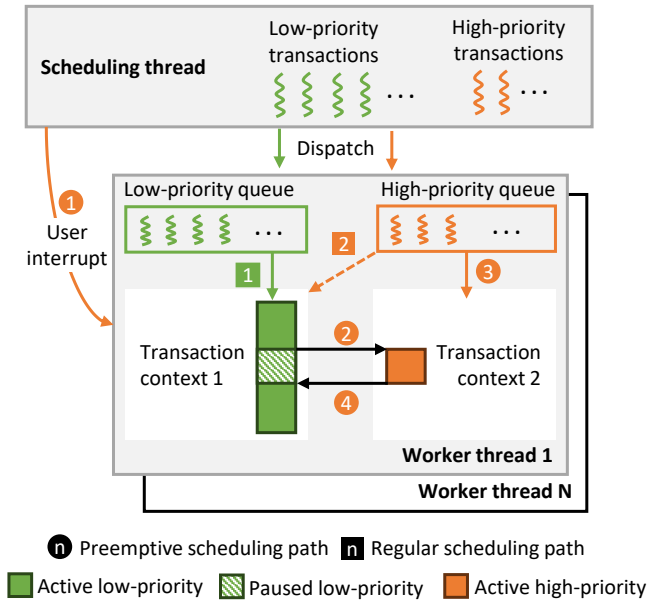 Low-priority
transactions
High-priority
transactions
Scheduling thread
...
...
Dispatch
1
User
interrupt
Low-priority queue
High-priority queue
...
...
1
2
3
Transaction
context 1
2
4
Transaction
context 2
Worker thread 1
Worker thread N
n Preemptive scheduling path n Regular scheduling path
Active low-priority Paused low-priority Active high-priority